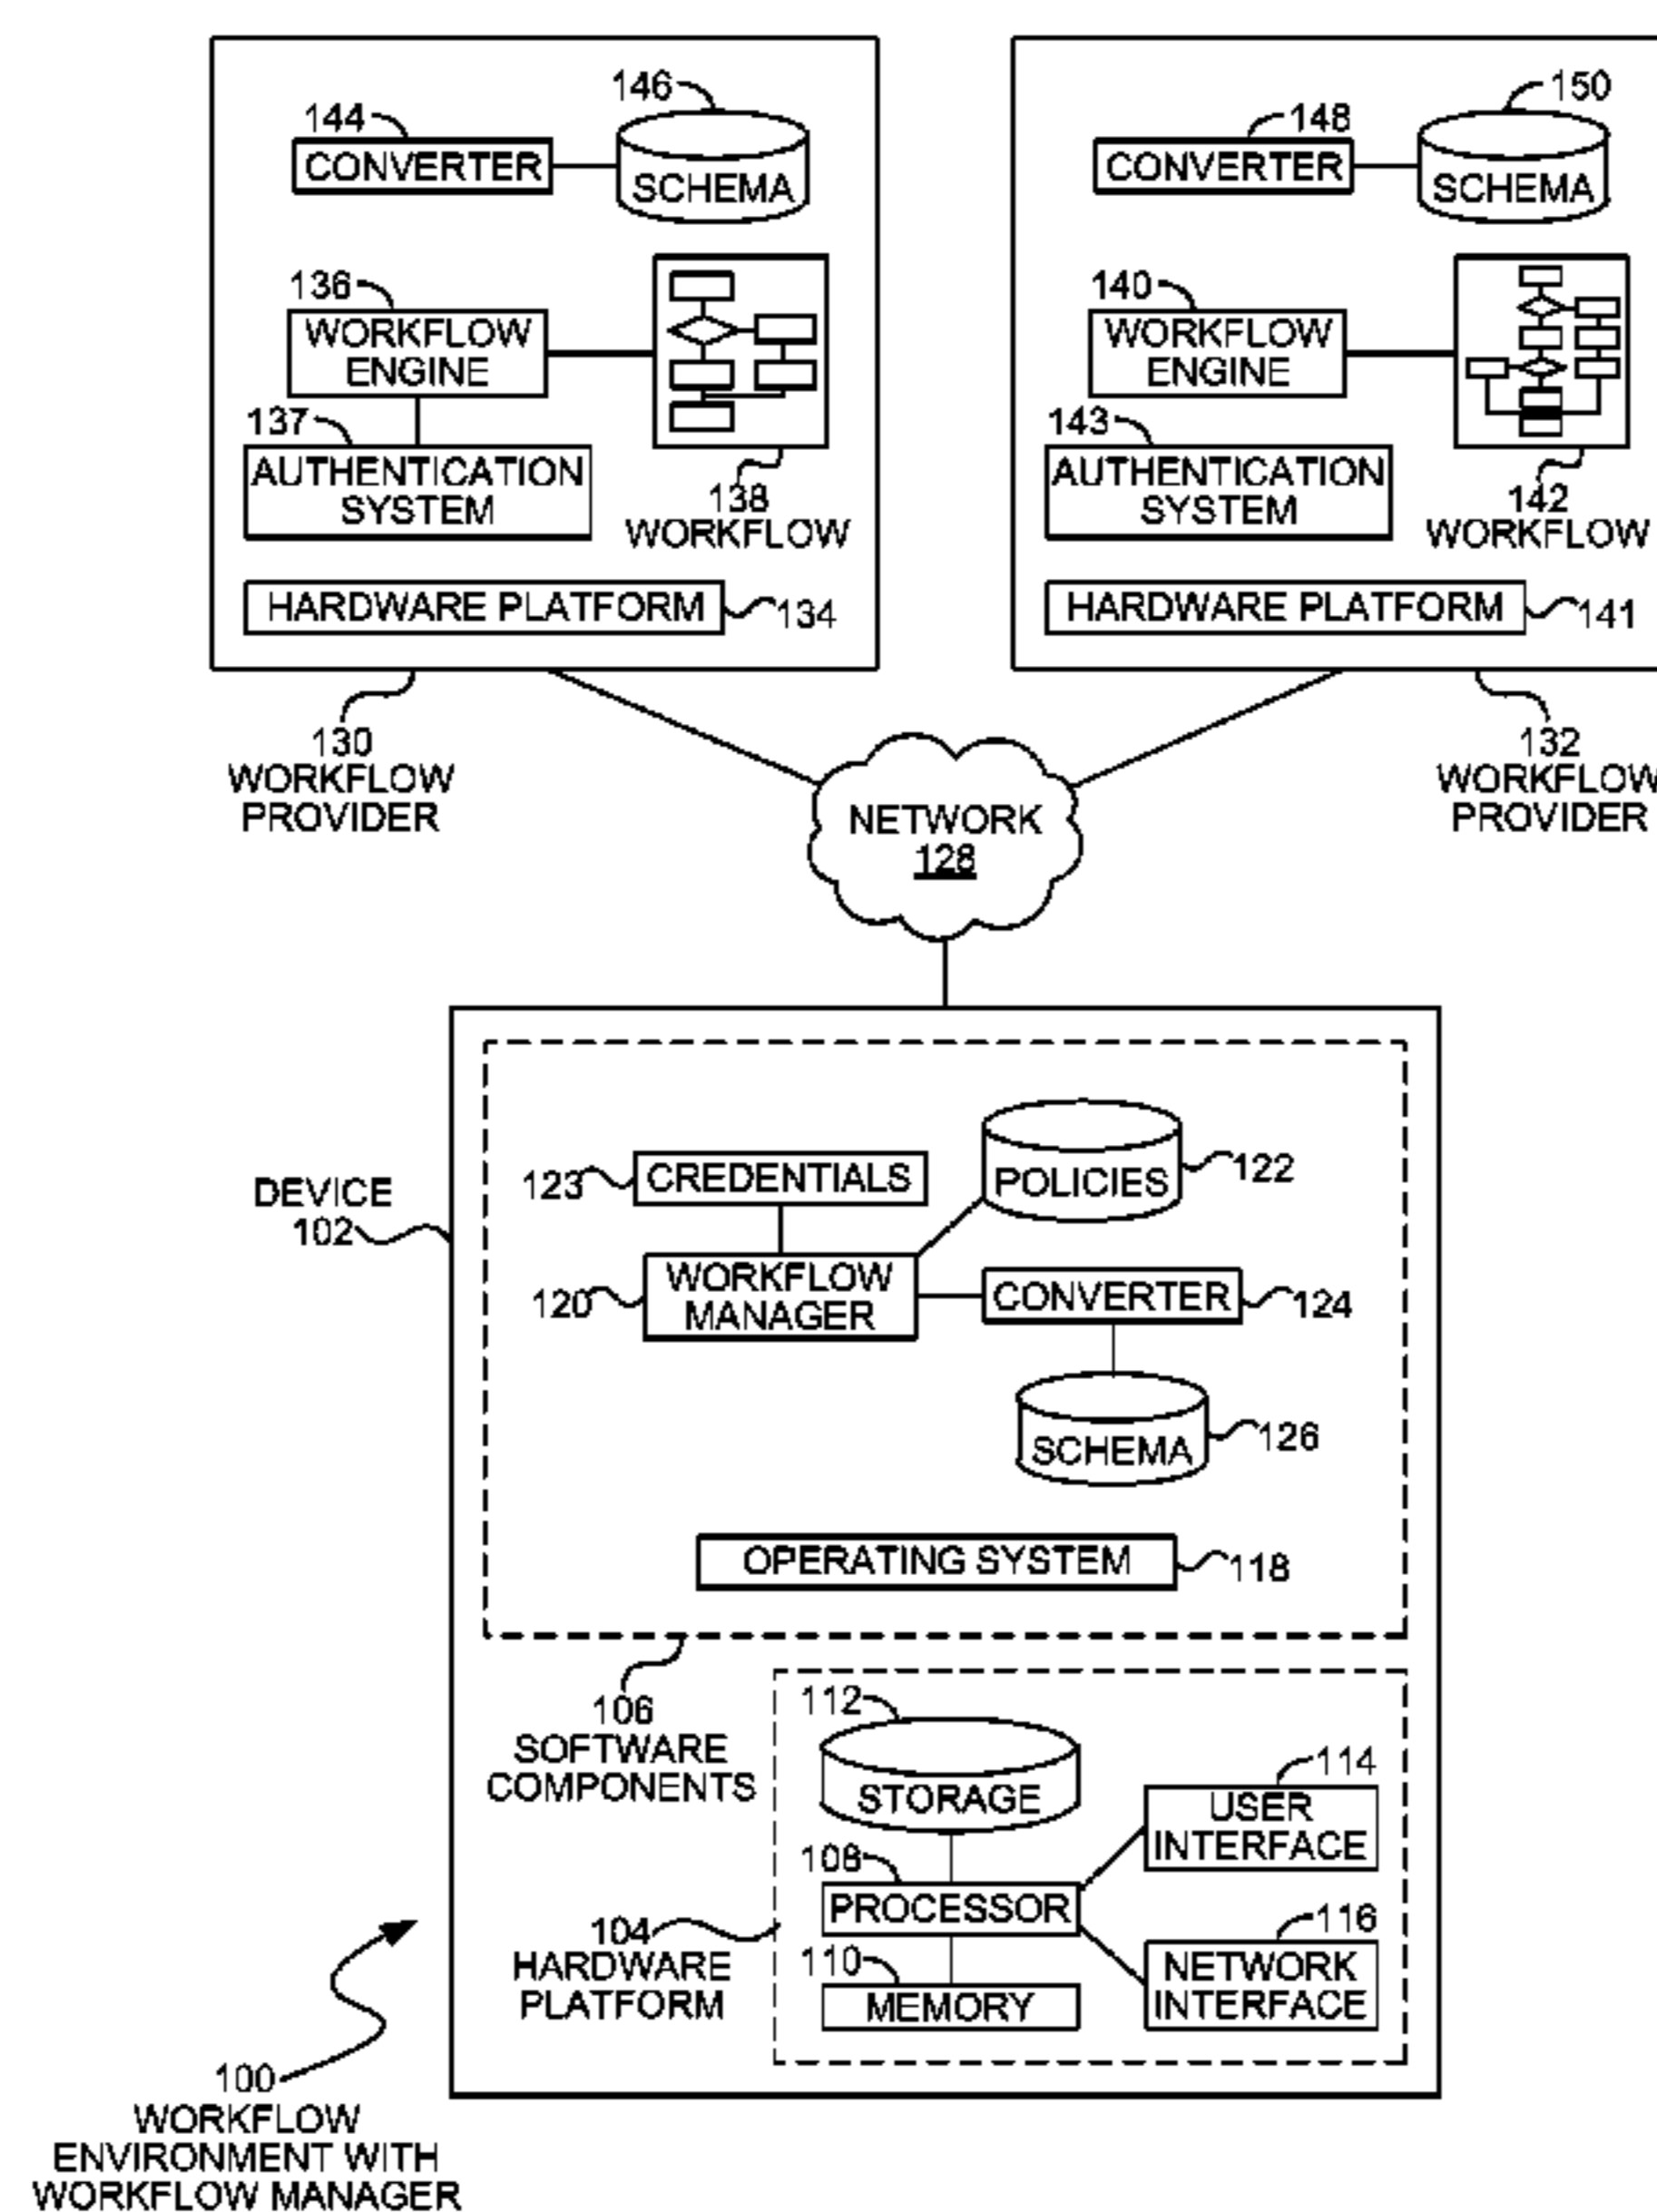 146
144
CONVERTER
SCHEMA
136
WORKFLOW
ENGINE
137
AUTHENTICATION
SYSTEM
138
WORKFLOW
HARDWARE PLATFORM
134
130
WORKFLOW
PROVIDER
150
148
CONVERTER
SCHEMA
140
WORKFLOW
ENGINE
143
AUTHENTICATION
SYSTEM
142
WORKFLOW
HARDWARE PLATFORM
141
132
WORKFLOW
PROVIDER
NETWORK
128
DEVICE
102
123
CREDENTIALS
POLICIES
122
120
WORKFLOW
MANAGER
CONVERTER
124
SCHEMA
126
OPERATING SYSTEM
118
106
SOFTWARE
COMPONENTS
112
STORAGE
114
USER
INTERFACE
108
PROCESSOR
104
HARDWARE
PLATFORM
116
NETWORK
INTERFACE
110
MEMORY
100
WORKFLOW
ENVIRONMENT WITH
WORKFLOW MANAGER